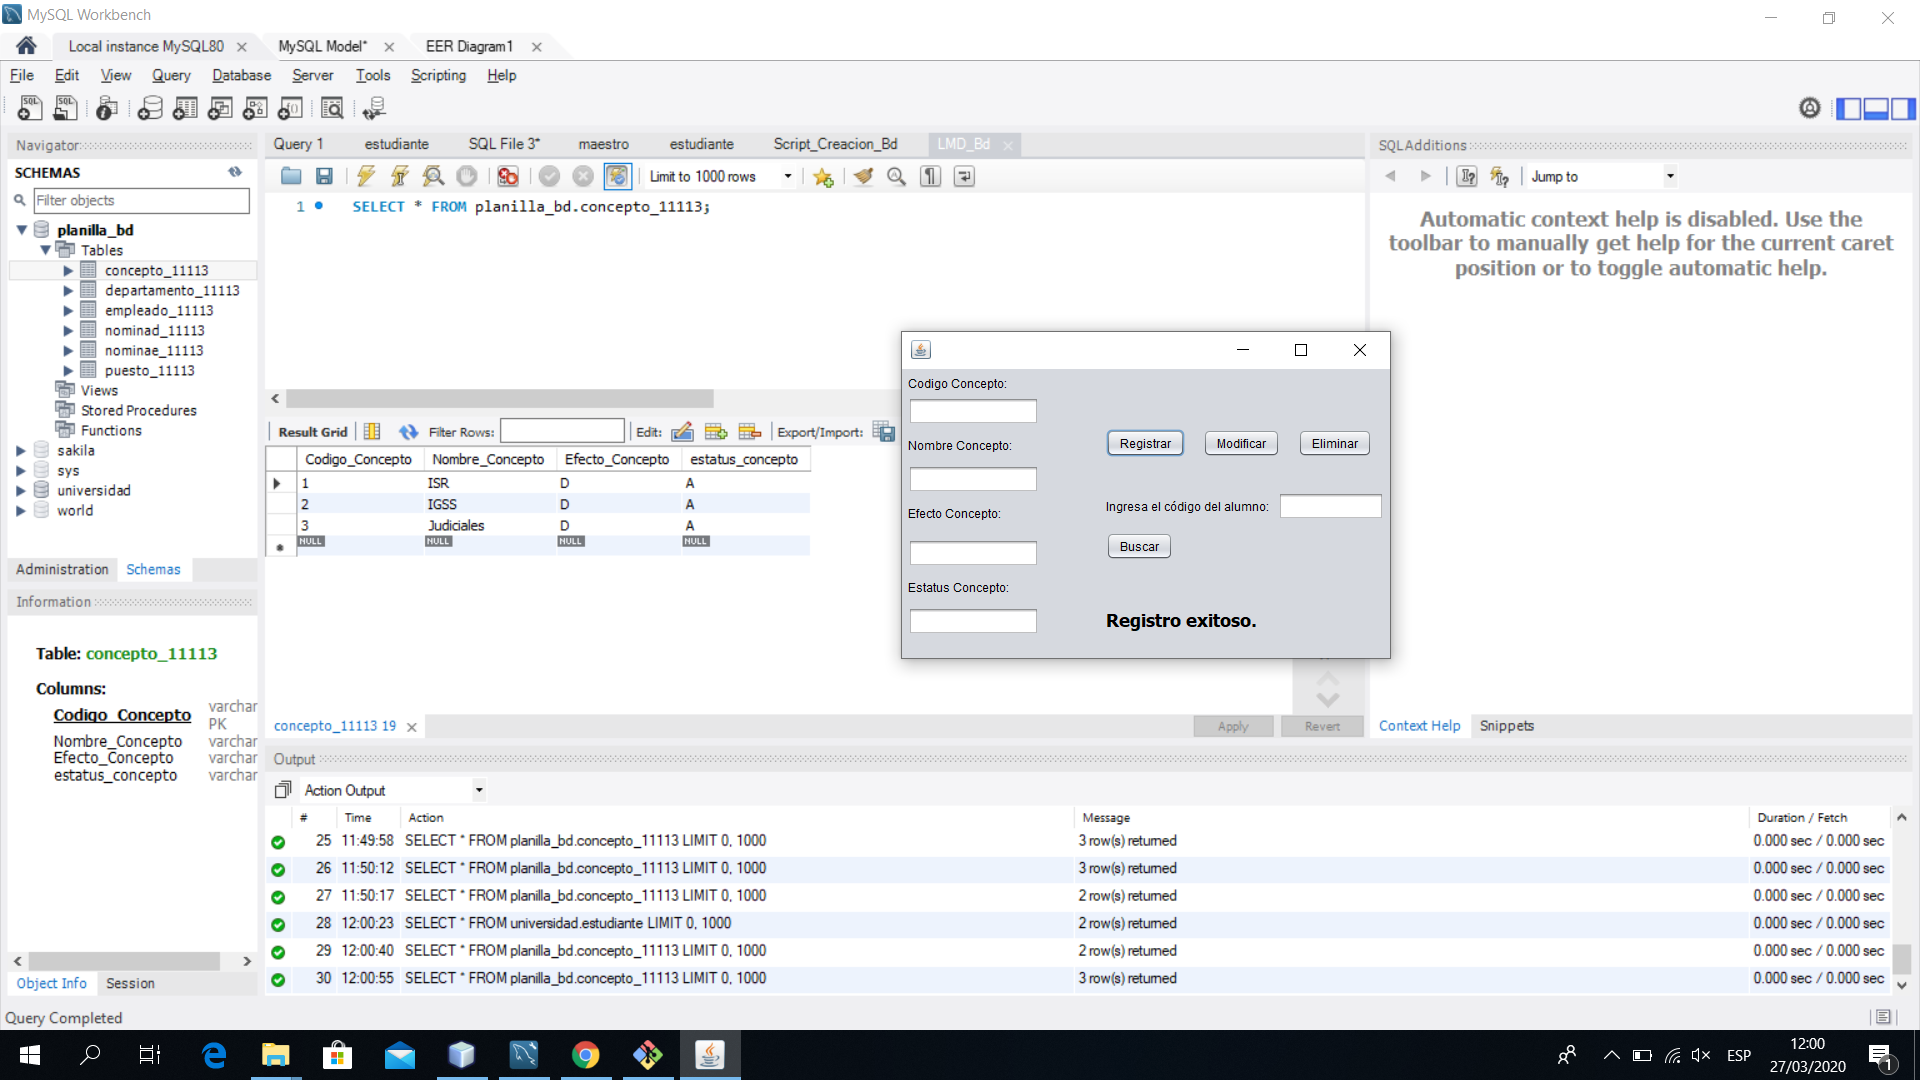 MySQL Workbench
Local instance MySQL80
MySQL Model*
EER Diagram1
File Edit View Query Database Server Tools Scripting Help
Navigator
SCHEMAS
Filter objects
planilla_bd
Tables
concepto_11113
departamento_11113
empleado_11113
nominad_11113
nominae_11113
puesto_11113
Views
Stored Procedures
Functions
sakila
sys
universidad
world
Administration Schemas
Information
Table: concepto_11113
Columns:
Codigo_Concepto varchar
PK
Nombre_Concepto varchar
Efecto_Concepto varchar
estatus_concepto varchar
Object Info Session
Query Completed
Query 1 estudiante SQL File 3* maestro estudiante Script_Creacion_Bd LMD_Bd
Limit to 1000 rows
1 SELECT * FROM planilla_bd.concepto_11113;
Result Grid Filter Rows: Edit: Export/Import:
Codigo_Concepto Nombre_Concepto Efecto_Concepto estatus_concepto
1 ISR D A
2 IGSS D A
3 Judiciales D A
NULL NULL NULL NULL
concepto_11113 19
Apply Revert
SQLAdditions
Jump to
Automatic context help is disabled. Use the
toolbar to manually get help for the current caret
position or to toggle automatic help.
Context Help Snippets
Codigo Concepto:
Nombre Concepto:
Efecto Concepto:
Estatus Concepto:
Registrar Modificar Eliminar
Ingresa el código del alumno:
Buscar
Registro exitoso.
Output
Action Output
# Time Action Message Duration / Fetch
25 11:49:58 SELECT * FROM planilla_bd.concepto_11113 LIMIT 0, 1000 3 row(s) returned 0.000 sec / 0.000 sec
26 11:50:12 SELECT * FROM planilla_bd.concepto_11113 LIMIT 0, 1000 3 row(s) returned 0.000 sec / 0.000 sec
27 11:50:17 SELECT * FROM planilla_bd.concepto_11113 LIMIT 0, 1000 2 row(s) returned 0.000 sec / 0.000 sec
28 12:00:23 SELECT * FROM universidad.estudiante LIMIT 0, 1000 2 row(s) returned 0.000 sec / 0.000 sec
29 12:00:40 SELECT * FROM planilla_bd.concepto_11113 LIMIT 0, 1000 2 row(s) returned 0.000 sec / 0.000 sec
30 12:00:55 SELECT * FROM planilla_bd.concepto_11113 LIMIT 0, 1000 3 row(s) returned 0.000 sec / 0.000 sec
ESP
12:00
27/03/2020
1